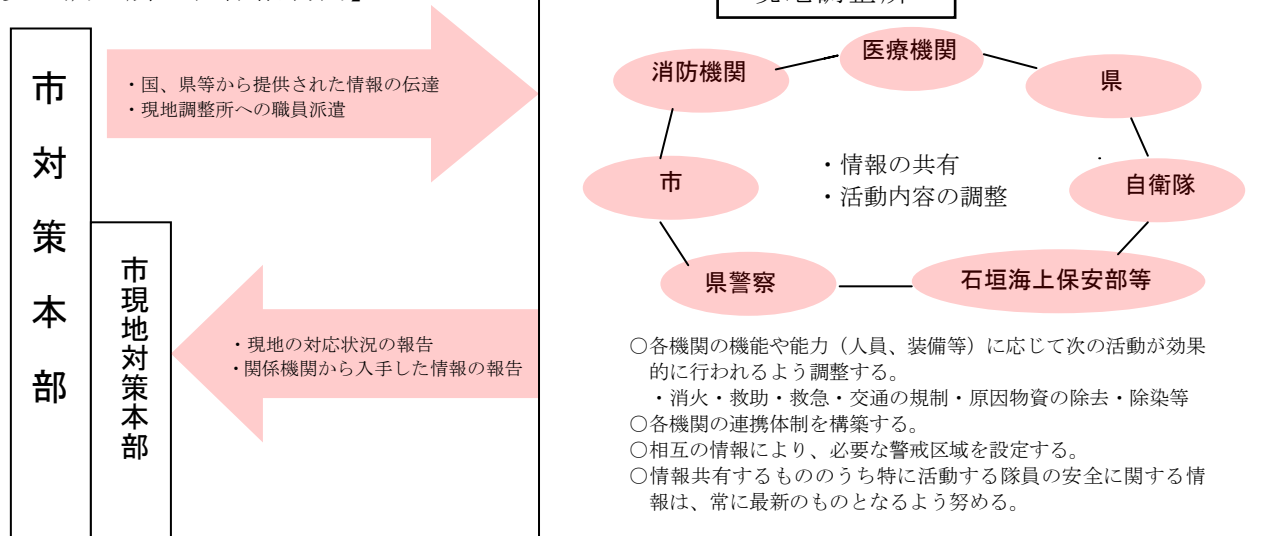 市対策本部
市現地対策本部
・国、県等から提供された情報の伝達
・現地調整所への職員派遣
・現地の対応状況の報告
・関係機関から入手した情報の報告
現地調整所
医療機関
消防機関
県
市
自衛隊
県警察
石垣海上保安部等
・情報の共有
・活動内容の調整
○各機関の機能や能力(人員、装備等)に応じて次の活動が効果
的に行われるよう調整する。
・消火・救助・救急・交通の規制・原因物資の除去・除染等
○各機関の連携体制を構築する。
○相互の情報により、必要な警戒区域を設定する。
○情報共有するもののうち特に活動する隊員の安全に関する情
報は、常に最新のものとなるよう努める。